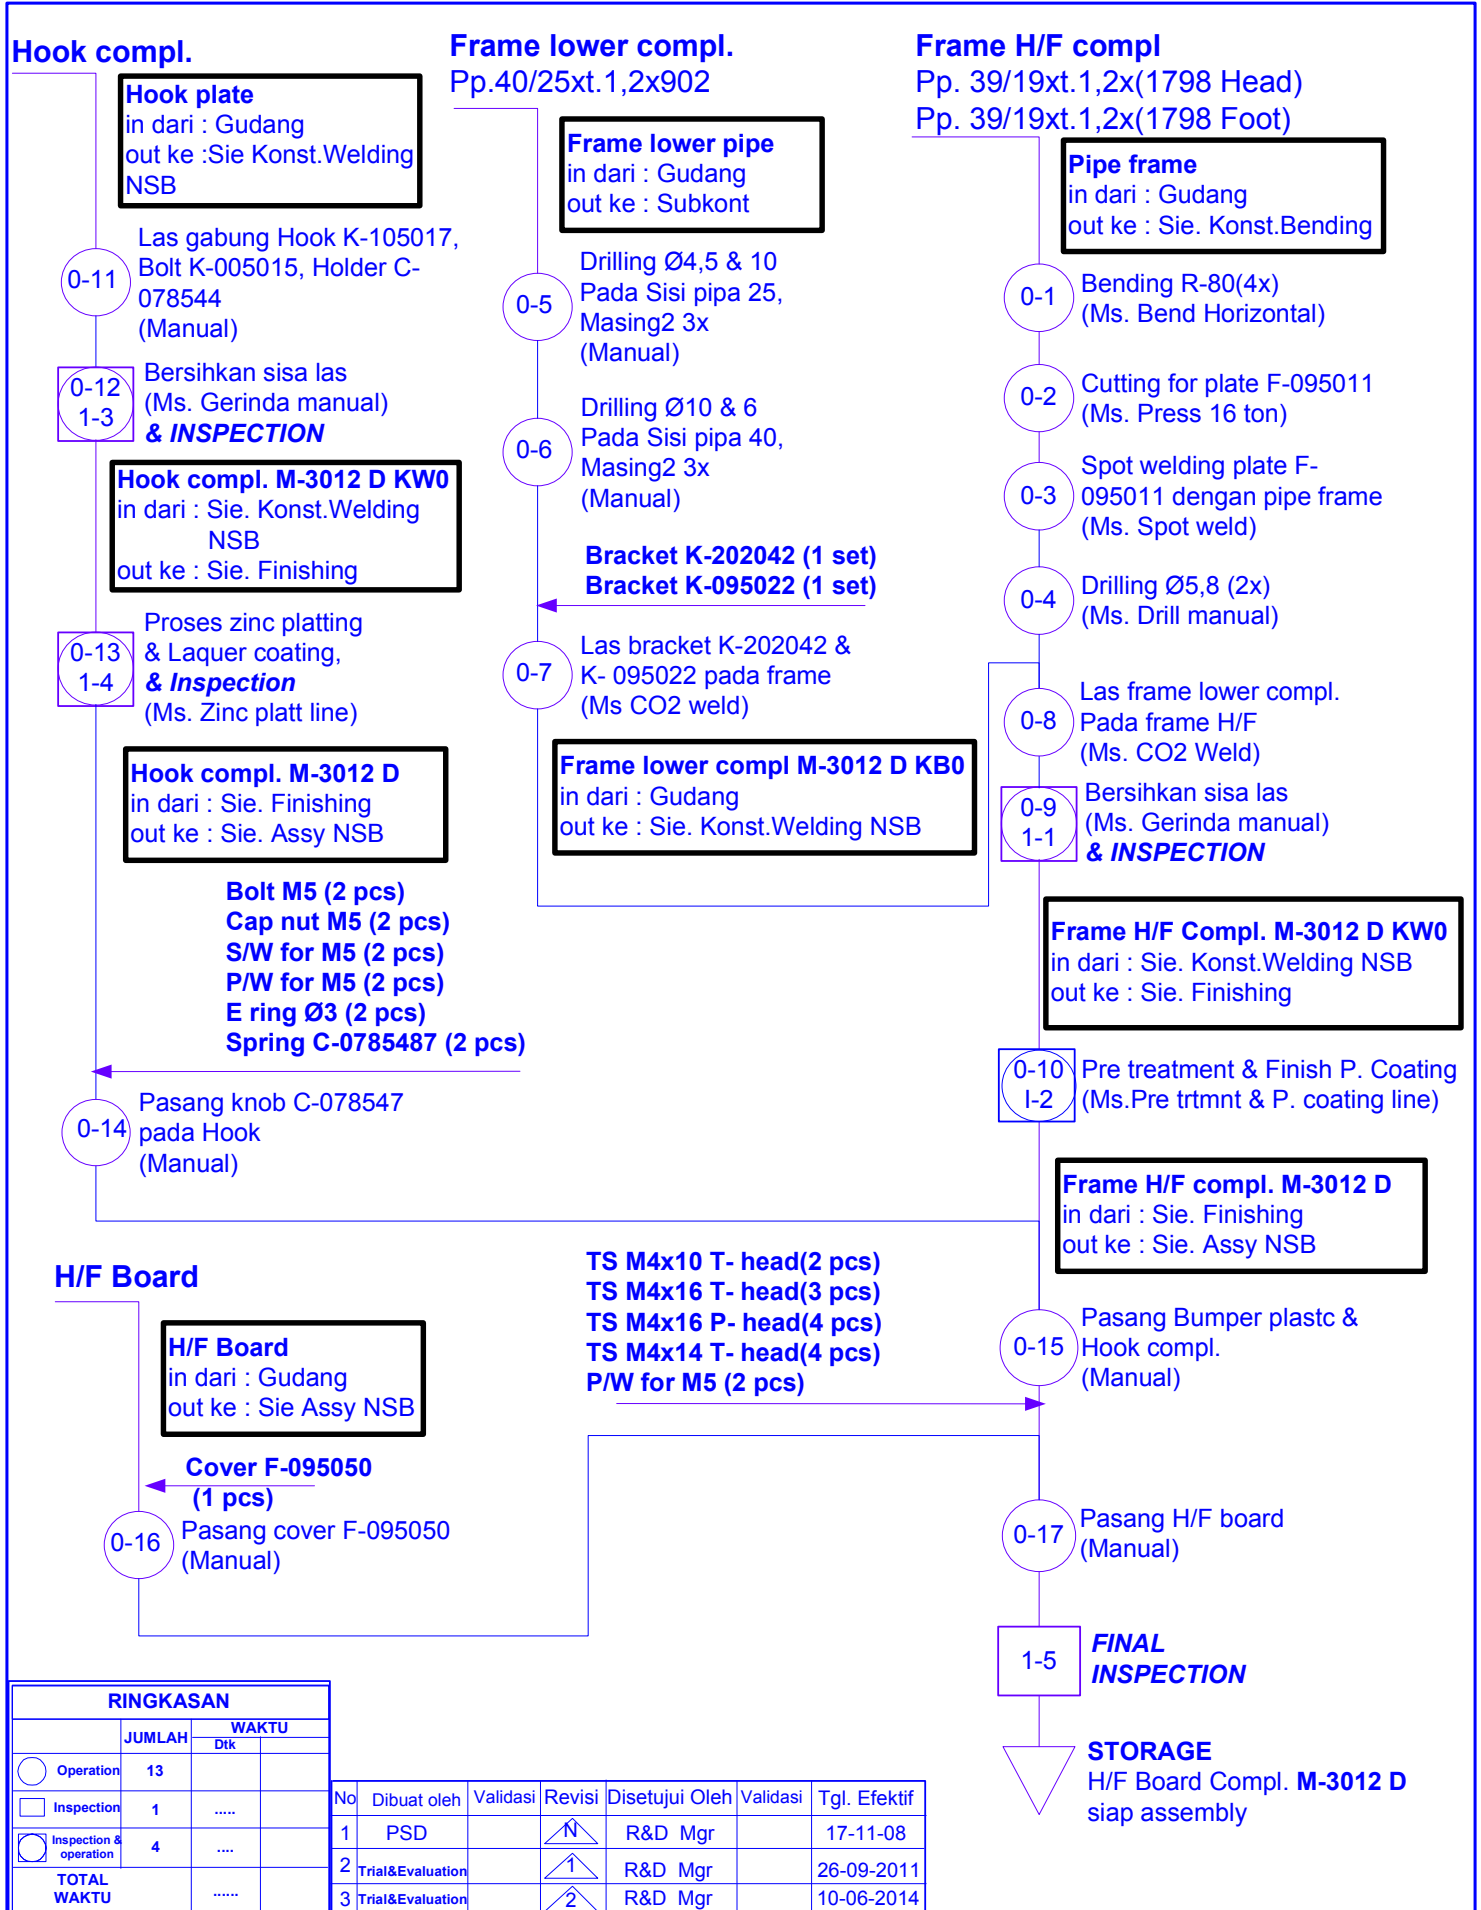 Hook compl.
Hook plate
in dari : Gudang
out ke :Sie Konst.Welding
NSB
0-11
Las gabung Hook K-105017,
Bolt K-005015, Holder C-
078544
(Manual)
0-12
1-3
Bersihkan sisa las
(Ms. Gerinda manual)
& INSPECTION
Hook compl. M-3012 D KW0
in dari : Sie. Konst.Welding
NSB
out ke : Sie. Finishing
0-13
1-4
Proses zinc platting
& Laquer coating,
& Inspection
(Ms. Zinc platt line)
Hook compl. M-3012 D
in dari : Sie. Finishing
out ke : Sie. Assy NSB
Bolt M5 (2 pcs)
Cap nut M5 (2 pcs)
S/W for M5 (2 pcs)
P/W for M5 (2 pcs)
E ring Ø3 (2 pcs)
Spring C-0785487 (2 pcs)
0-14
Pasang knob C-078547
pada Hook
(Manual)
Frame lower compl.
Pp.40/25xt.1,2x902
Frame lower pipe
in dari : Gudang
out ke : Subkont
0-5
Drilling Ø4,5 & 10
Pada Sisi pipa 25,
Masing2 3x
(Manual)
0-6
Drilling Ø10 & 6
Pada Sisi pipa 40,
Masing2 3x
(Manual)
Bracket K-202042 (1 set)
Bracket K-095022 (1 set)
0-7
Las bracket K-202042 &
K- 095022 pada frame
(Ms CO2 weld)
Frame lower compl M-3012 D KB0
in dari : Gudang
out ke : Sie. Konst.Welding NSB
Frame H/F compl
Pp. 39/19xt.1,2x(1798 Head)
Pp. 39/19xt.1,2x(1798 Foot)
Pipe frame
in dari : Gudang
out ke : Sie. Konst.Bending
0-1
Bending R-80(4x)
(Ms. Bend Horizontal)
0-2
Cutting for plate F-095011
(Ms. Press 16 ton)
0-3
Spot welding plate F-
095011 dengan pipe frame
(Ms. Spot weld)
0-4
Drilling Ø5,8 (2x)
(Ms. Drill manual)
0-8
Las frame lower compl.
Pada frame H/F
(Ms. CO2 Weld)
0-9
1-1
Bersihkan sisa las
(Ms. Gerinda manual)
& INSPECTION
Frame H/F Compl. M-3012 D KW0
in dari : Sie. Konst.Welding NSB
out ke : Sie. Finishing
0-10
I-2
Pre treatment & Finish P. Coating
(Ms.Pre trtmnt & P. coating line)
Frame H/F compl. M-3012 D
in dari : Sie. Finishing
out ke : Sie. Assy NSB
0-15
Pasang Bumper plastc &
Hook compl.
(Manual)
TS M4x10 T- head(2 pcs)
TS M4x16 T- head(3 pcs)
TS M4x16 P- head(4 pcs)
TS M4x14 T- head(4 pcs)
P/W for M5 (2 pcs)
H/F Board
H/F Board
in dari : Gudang
out ke : Sie Assy NSB
Cover F-095050
(1 pcs)
0-16
Pasang cover F-095050
(Manual)
0-17
Pasang H/F board
(Manual)
1-5
FINAL
INSPECTION
STORAGE
H/F Board Compl. M-3012 D
siap assembly
RINGKASAN
JUMLAH WAKTU
Dtk
Operation 13
Inspection 1 .....
Inspection &
operation 4 ....
TOTAL
WAKTU ......
No Dibuat oleh Validasi Revisi Disetujui Oleh Validasi Tgl. Efektif
1 PSD N R&D Mgr 17-11-08
2 Trial&Evaluation 1 R&D Mgr 26-09-2011
3 Trial&Evaluation 2 R&D Mgr 10-06-2014